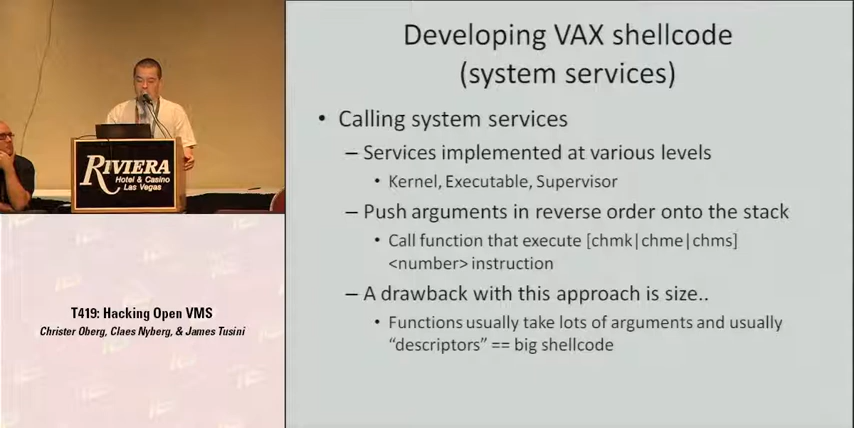 Developing VAX shellcode
(system services)
• Calling system services
– Services implemented at various levels
• Kernel, Executable, Supervisor
– Push arguments in reverse order onto the stack
• Call function that execute [chmk|chme|chms]
<number> instruction
– A drawback with this approach is size..
• Functions usually take lots of arguments and usually
“descriptors” == big shellcode
RIVIERA
Hotel & Casino
Las Vegas
T419: Hacking Open VMS
Christer Oberg, Claes Nyberg, & James Tusini